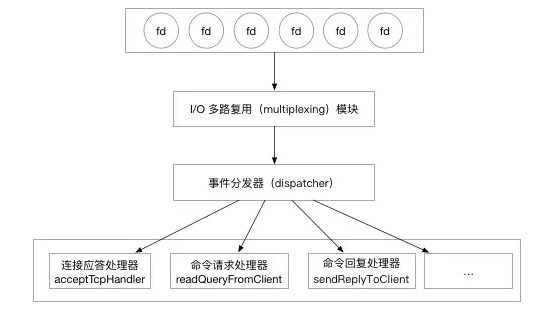 fd fd fd fd fd fd
I/O 多路复用（multiplexing）模块
事件分发器（dispatcher）
连接应答处理器 命令请求处理器 命令回复处理器
acceptTcpHandler readQueryFromClient sendReplyToClient ...